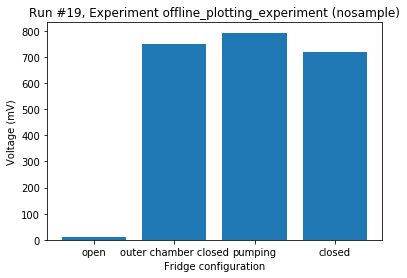 Run #19, Experiment offline_plotting_experiment (nosample)
800
700
600
500
400
300
200
100
0
Voltage (mV)
open outer chamber closed pumping closed
Fridge configuration